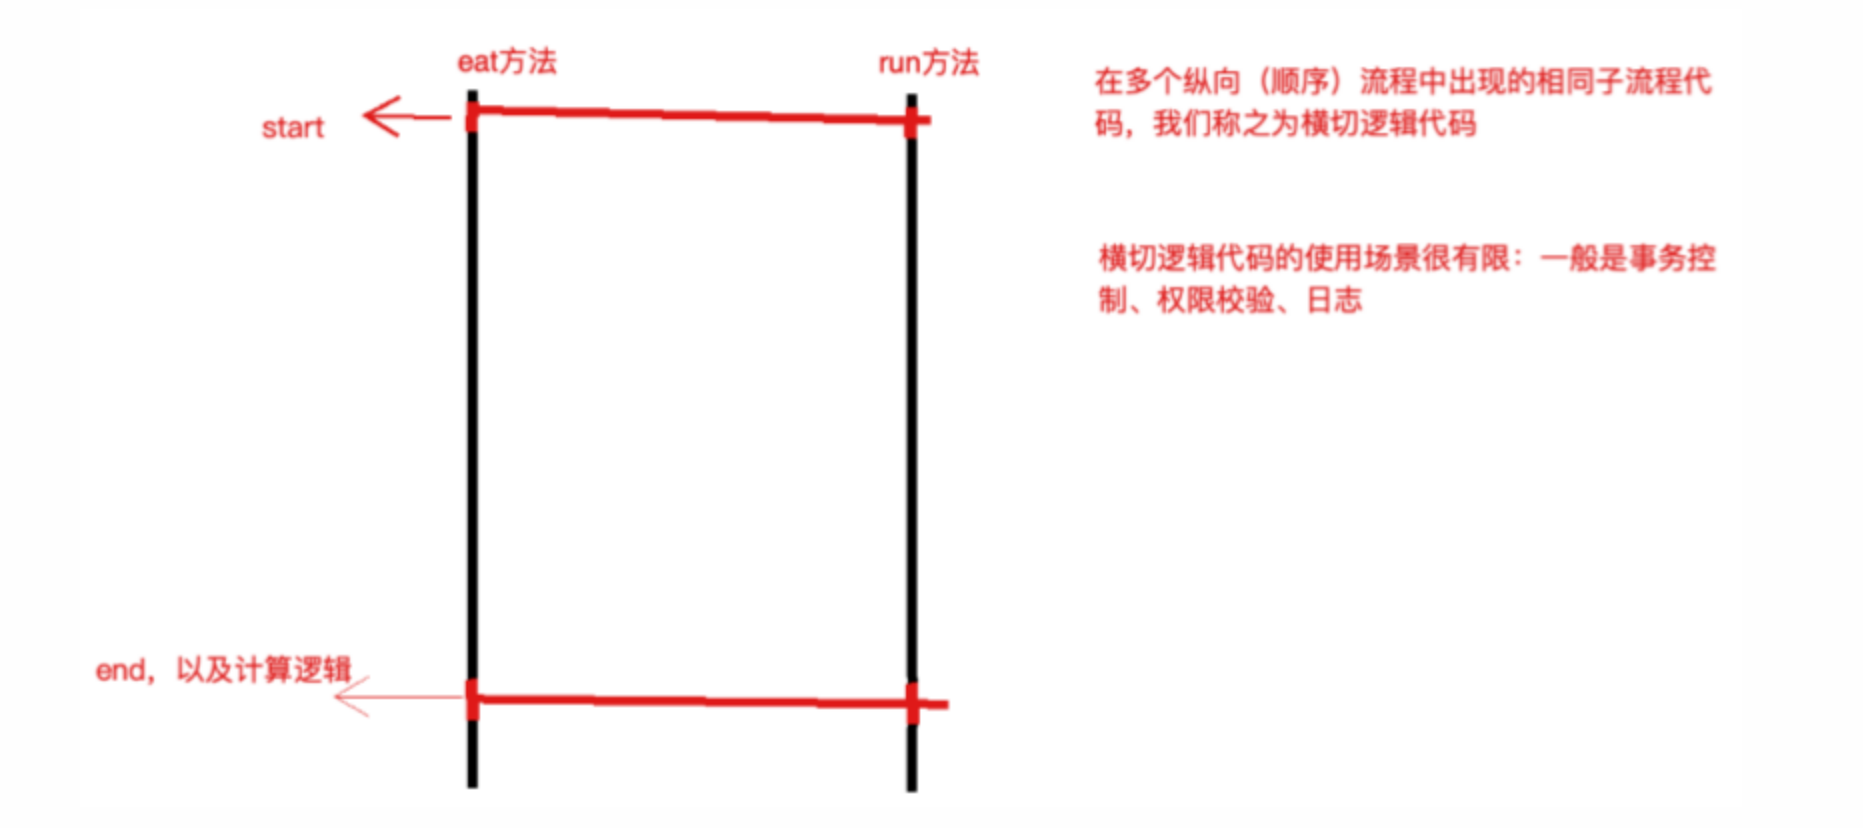 eat方法
run方法
start
在多个纵向（顺序）流程中出现的相同子流程代
码，我们称之为横切逻辑代码
横切逻辑代码的使用场景很有限：一般是事务控
制、权限校验、日志
end，以及计算逻辑